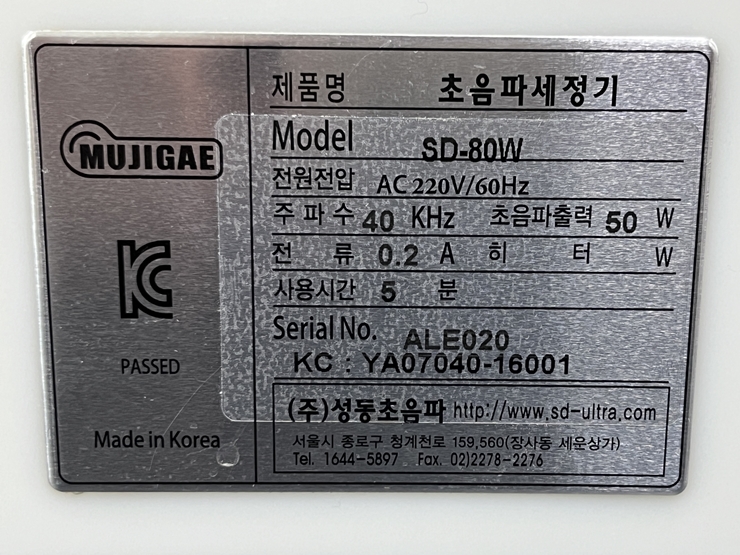 MUJIGAE
KC
PASSED
Made in Korea
제품명 초음파세정기
Model SD-80W
전원전압 AC 220V/60Hz
주파수 40 KHz 초음파출력 50 W
전 류 0.2 A 히 터 W
사용시간 5 분
Serial No. ALE020
KC : YA07040-16001
(주)성동초음파 http://www.sd-ultra.com
서울시 종로구 청계천로 159,560(장사동 세운상가)
Tel. 1644-5897 Fax. 02)2278-2276